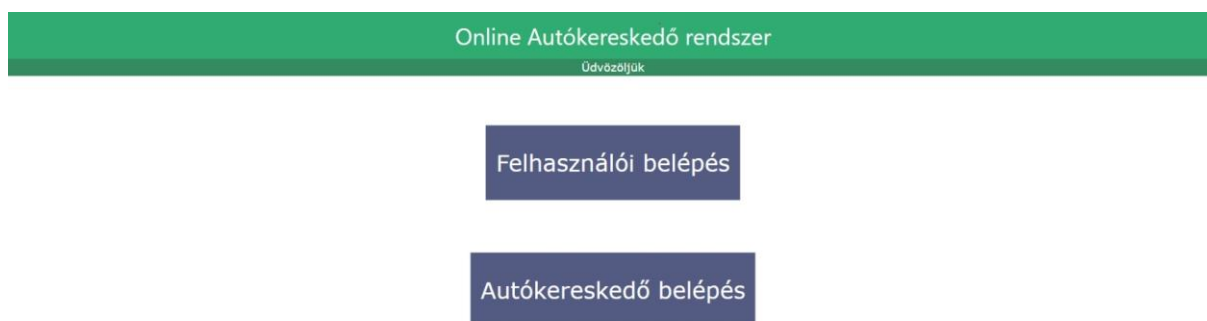 Online Autókereskedő rendszer
Üdvözöljük
Felhasználói belépés
Autókereskedő belépés